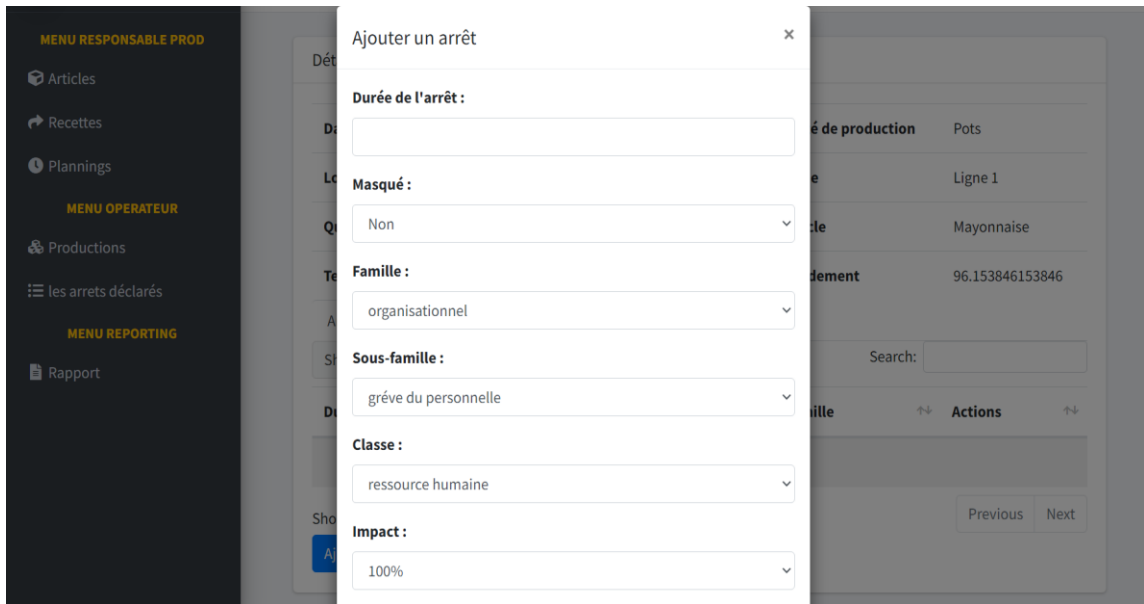 MENU RESPONSABLE PROD
Articles
Recettes
Plannings
MENU OPERATEUR
Productions
les arrets déclarés
MENU REPORTING
Rapport
Ajouter un arrêt ×
Durée de l'arrêt :
Masqué :
Non
Famille :
organisationnel
Sous-famille :
gréve du personnelle
Classe :
ressource humaine
Impact :
100%
Pots
de production
Ligne 1
Mayonnaise
96.153846153846
Search:
Actions
Previous Next